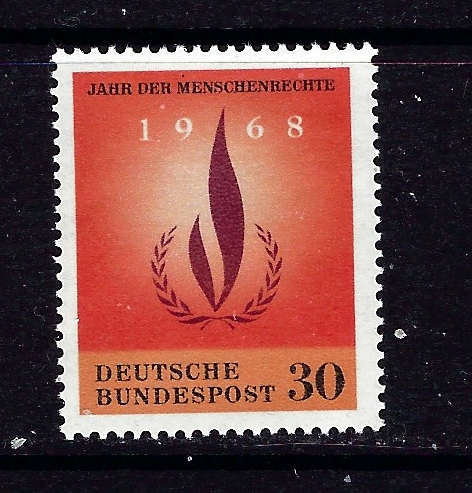 JAHR DER MENSCHENRECHTE
1968
DEUTSCHE
BUNDESPOST 30